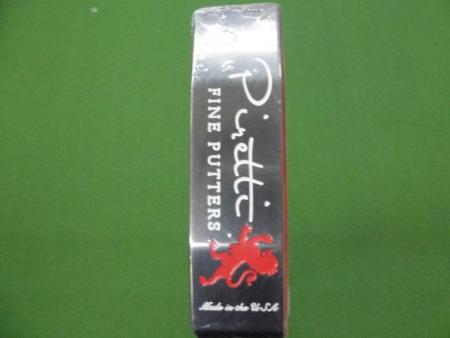 Piretti
FINE PUTTERS
Made in the U.S.A